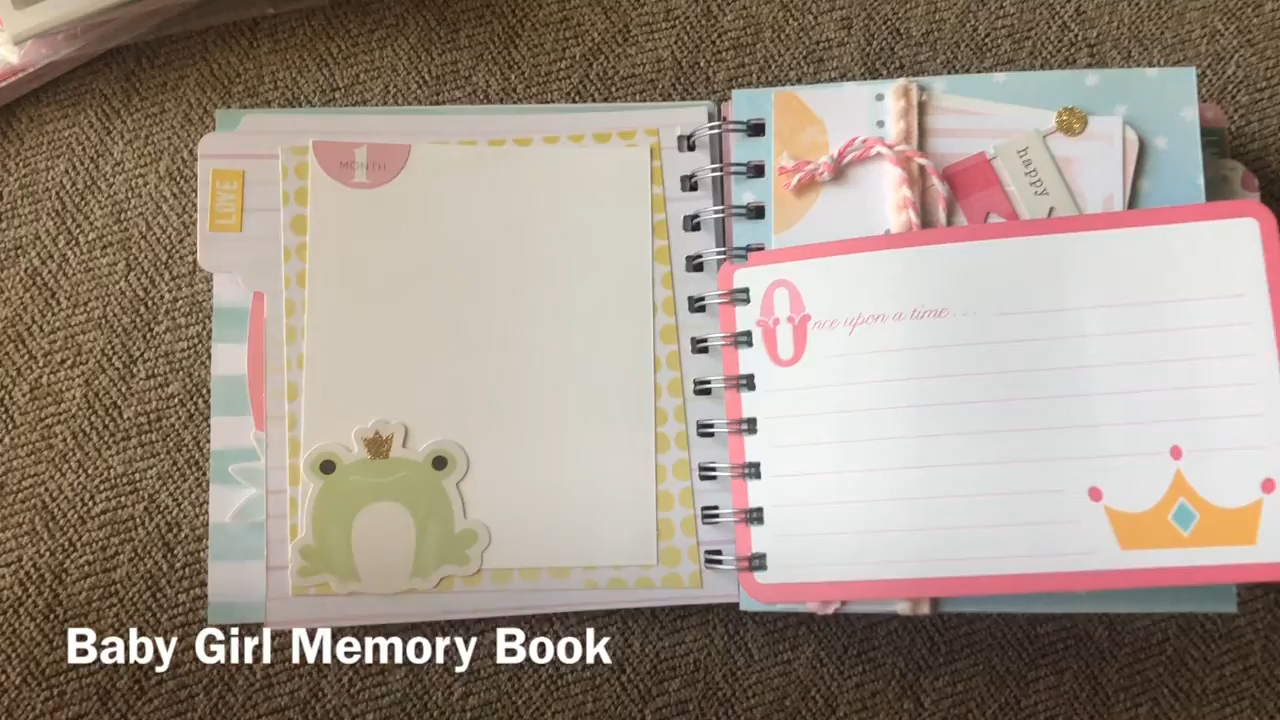 1
MONTH
LOVE
happy
Once upon a time . . .
Baby Girl Memory Book